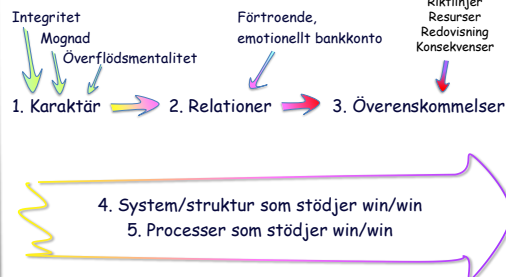 Integritet
Mognad
Överflödsmentalitet
Förtroende,
emotionellt bankkonto
Riktlinjer
Resurser
Redovisning
Konsekvenser
1. Karaktär
2. Relationer
3. Överenskommelser
4. System/struktur som stödjer win/win
5. Processer som stödjer win/win